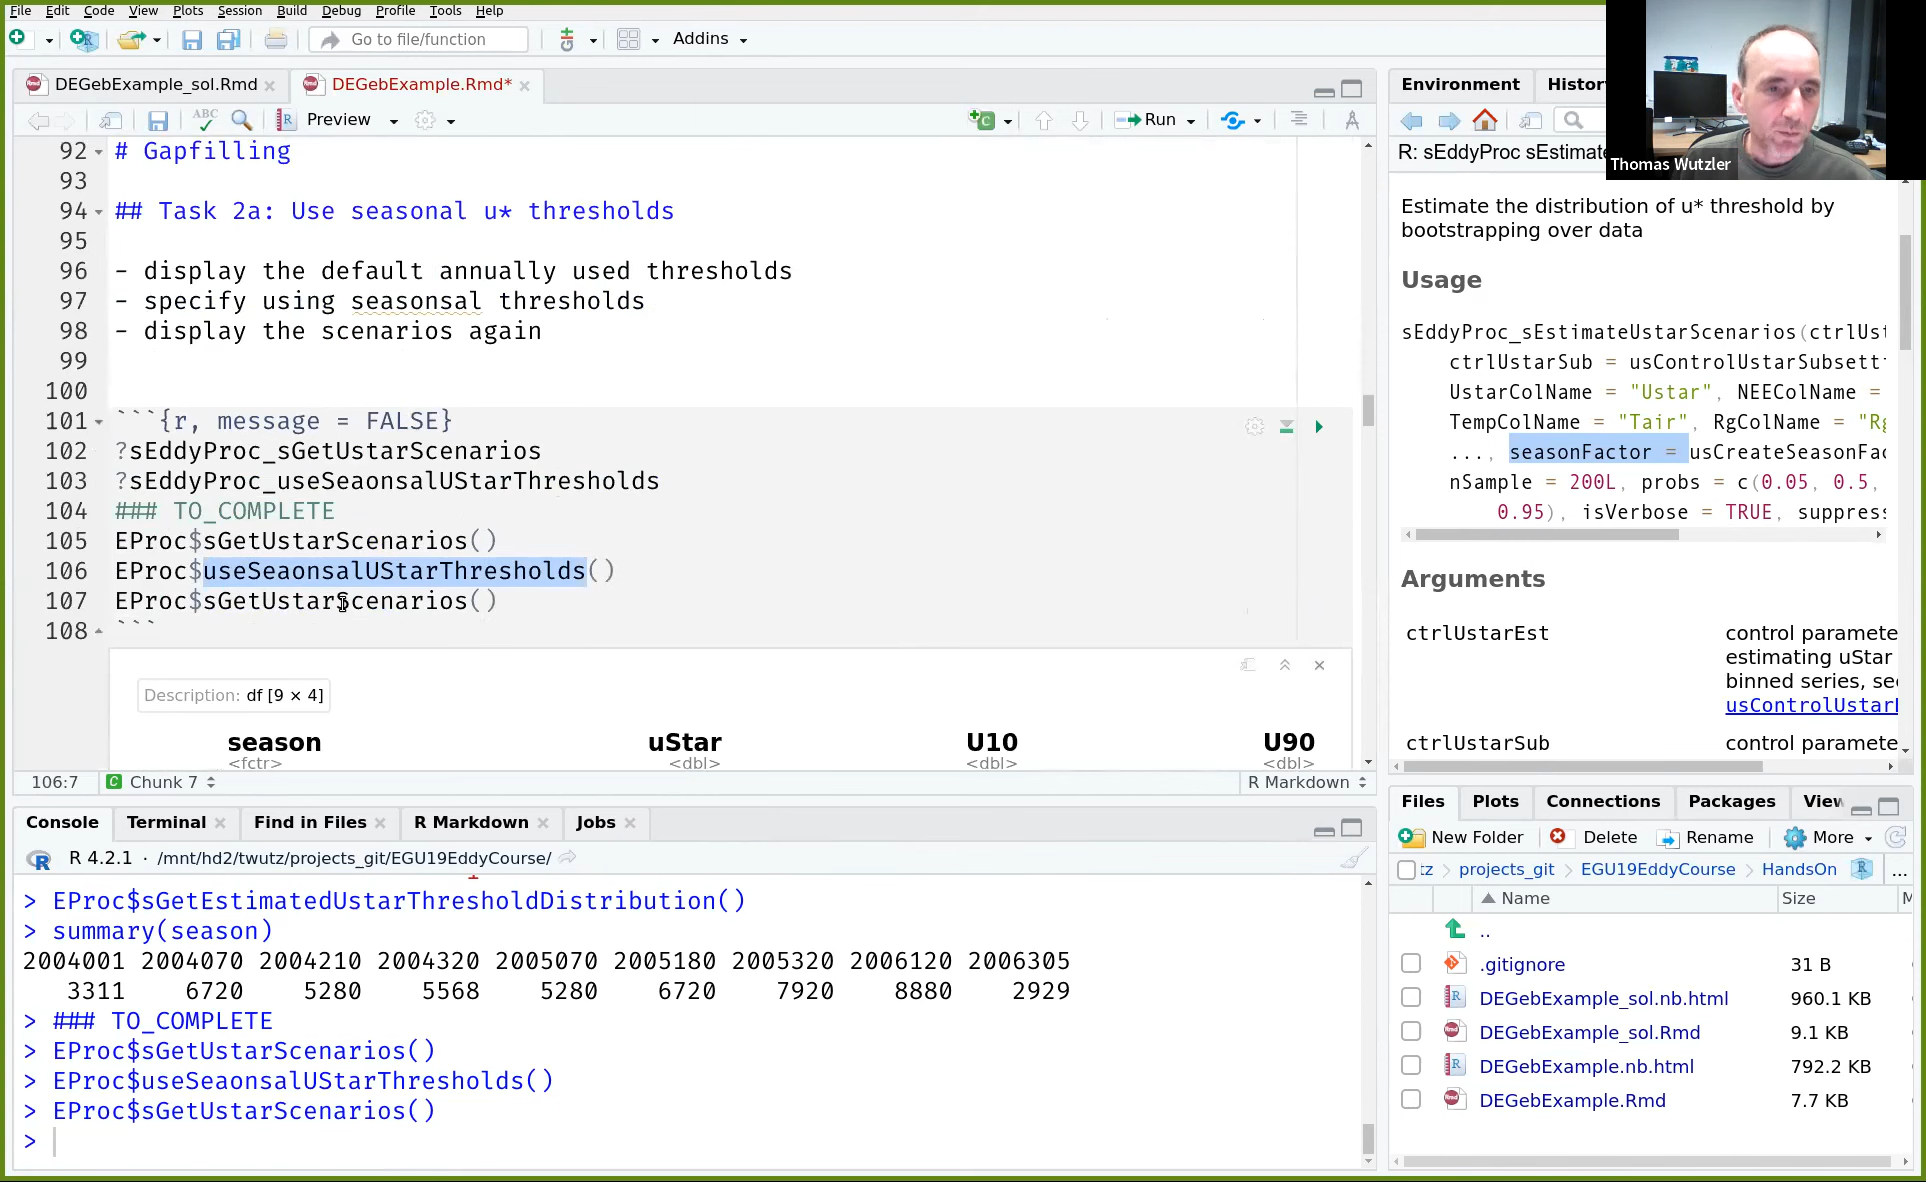 File Edit Code View Plots Session Build Debug Profile Tools Help
Go to file/function
Addins
DEGebExample_sol.Rmd
DEGebExample.Rmd*
ABC
Preview
Run
92 # Gapfilling
93
94 ## Task 2a: Use seasonal u* thresholds
95
96 - display the default annually used thresholds
97 - specify using seasonsal thresholds
98 - display the scenarios again
99
100
101 ```{r, message = FALSE}
102 ?sEddyProc_sGetUstarScenarios
103 ?sEddyProc_useSeaonsalUStarThresholds
104 ### TO_COMPLETE
105 EProc$sGetUstarScenarios()
106 EProc$useSeaonsalUStarThresholds()
107 EProc$sGetUstarScenarios()
108 ```
Description: df [9 × 4]
season uStar U10 U90
<fctr> <dbl> <dbl> <dbl>
106:7 Chunk 7 R Markdown
Console Terminal Find in Files R Markdown Jobs
R 4.2.1 · /mnt/hd2/twutz/projects_git/EGU19EddyCourse/
> EProc$sGetEstimatedUstarThresholdDistribution()
> summary(season)
2004001 2004070 2004210 2004320 2005070 2005180 2005320 2006120 2006305
3311 6720 5280 5568 5280 6720 7920 8880 2929
> ### TO_COMPLETE
> EProc$sGetUstarScenarios()
> EProc$useSeaonsalUStarThresholds()
> EProc$sGetUstarScenarios()
>
Environment Histor
R: sEddyProc sEstimate
Thomas Wutzler
Estimate the distribution of u* threshold by
bootstrapping over data
Usage
sEddyProc_sEstimateUstarScenarios(ctrlUst
ctrlUstarSub = usControlUstarSubsett
UstarColName = "Ustar", NEEColName =
TempColName = "Tair", RgColName = "Rg
..., seasonFactor = usCreateSeasonFac
nSample = 200L, probs = c(0.05, 0.5,
0.95), isVerbose = TRUE, suppress
Arguments
ctrlUstarEst control paramete
estimating uStar
binned series, see
usControlUstarE
ctrlUstarSub control paramete
Files Plots Connections Packages View
New Folder Delete Rename More
tz projects_git EGU19EddyCourse HandsOn ...
Name Size M
..
.gitignore 31 B
DEGebExample_sol.nb.html 960.1 KB
DEGebExample_sol.Rmd 9.1 KB
DEGebExample.nb.html 792.2 KB
DEGebExample.Rmd 7.7 KB